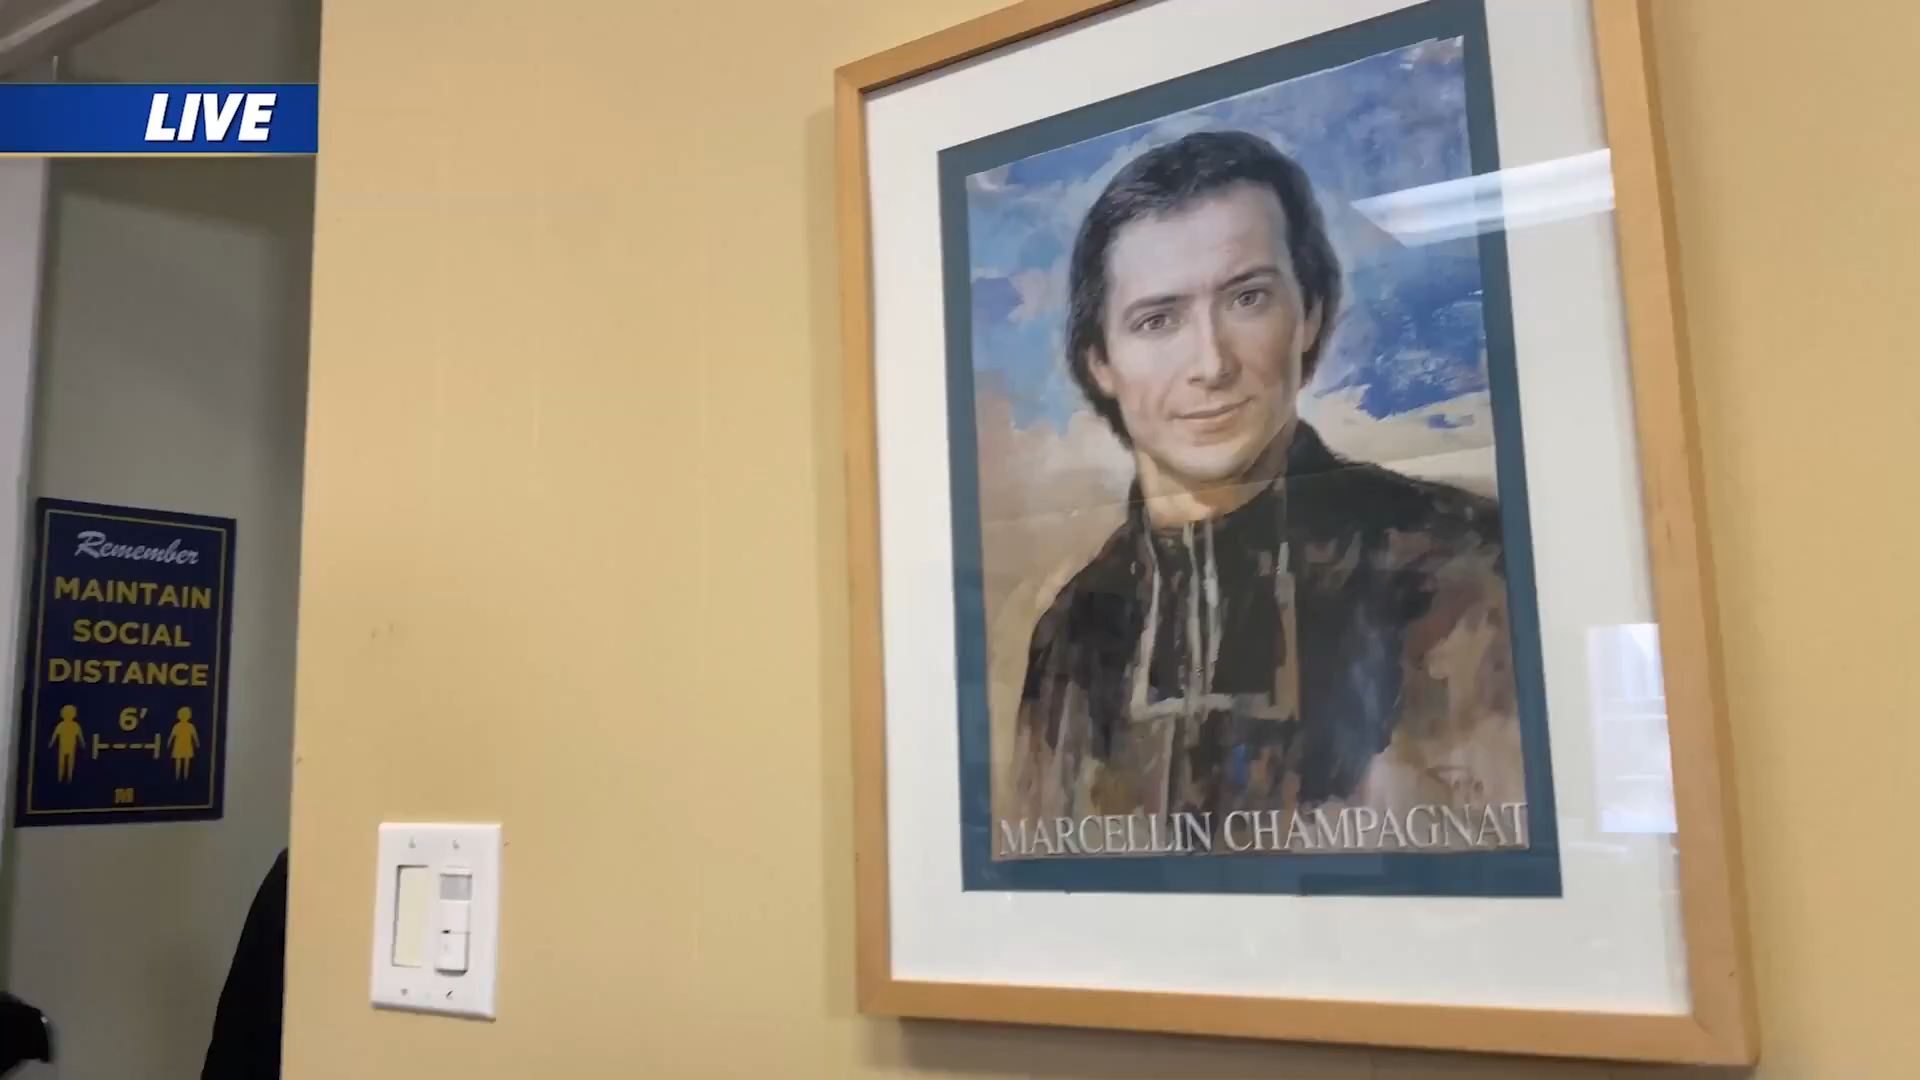 LIVE
Remember
MAINTAIN
SOCIAL
DISTANCE
6'
M
MARCELLIN CHAMPAGNAT